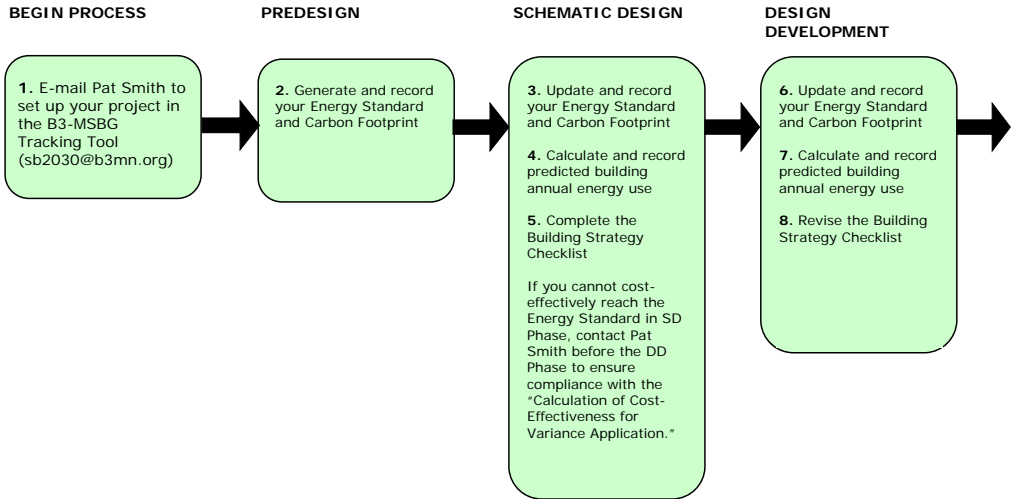 BEGIN PROCESS
PREDESIGN
SCHEMATIC DESIGN
DESIGN
DEVELOPMENT
1. E-mail Pat Smith to
set up your project in
the B3-MSBG
Tracking Tool
(sb2030@b3mn.org)
2. Generate and record
your Energy Standard
and Carbon Footprint
3. Update and record
your Energy Standard
and Carbon Footprint
4. Calculate and record
predicted building
annual energy use
5. Complete the
Building Strategy
Checklist
If you cannot cost-
effectively reach the
Energy Standard in SD
Phase, contact Pat
Smith before the DD
Phase to ensure
compliance with the
“Calculation of Cost-
Effectiveness for
Variance Application.”
6. Update and record
your Energy Standard
and Carbon Footprint
7. Calculate and record
predicted building
annual energy use
8. Revise the Building
Strategy Checklist